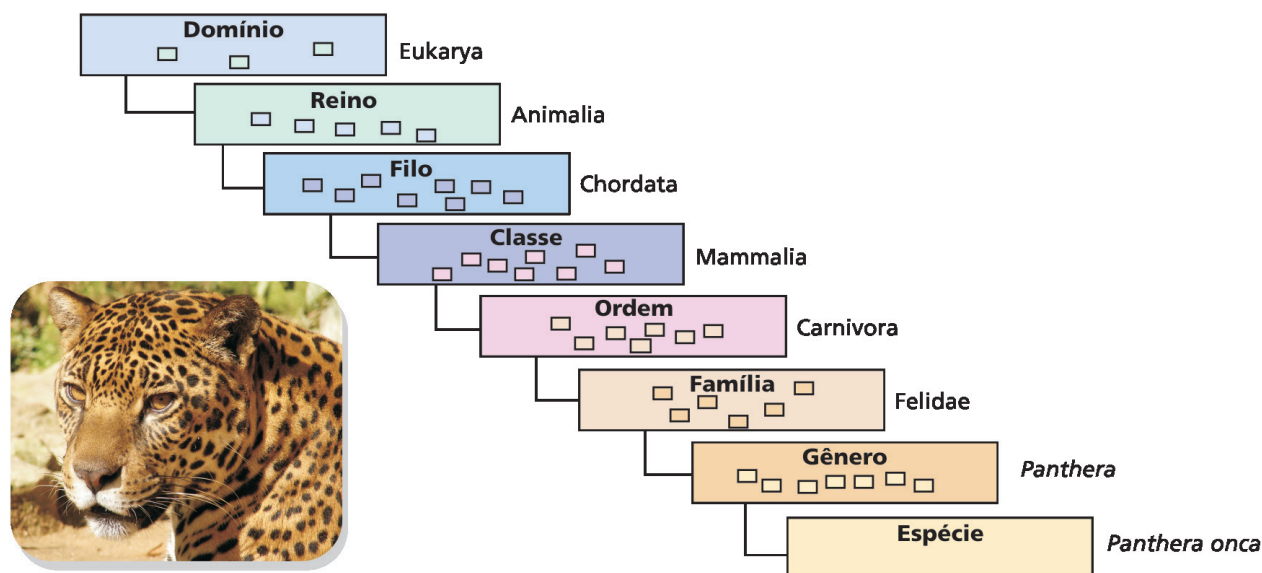 Domínio
Eukarya
Reino
Animalia
Filo
Chordata
Classe
Mammalia
Ordem
Carnivora
Família
Felidae
Gênero
Panthera
Espécie
Panthera onca